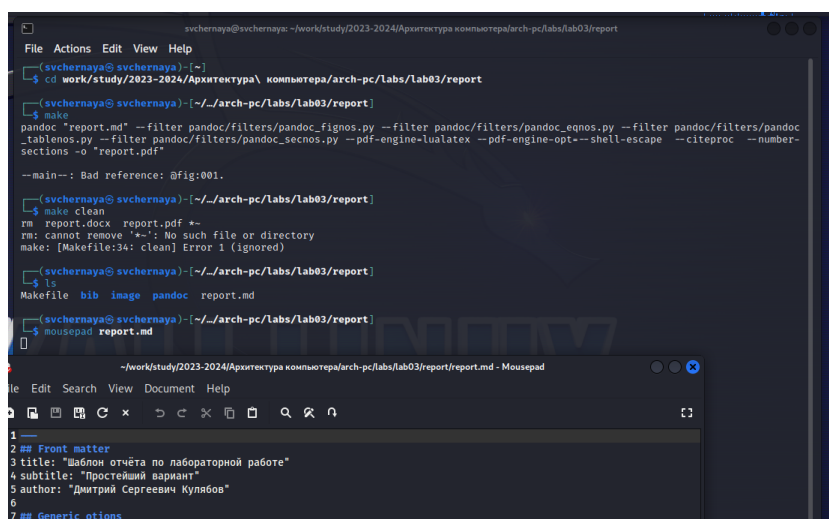 svchernaya@svchernaya: ~/work/study/2023-2024/Архитектура компьютера/arch-pc/labs/lab03/report
File Actions Edit View Help
┌──(svchernaya㉿svchernaya)-[~]
└─$ cd work/study/2023-2024/Архитектура\ компьютера/arch-pc/labs/lab03/report
┌──(svchernaya㉿svchernaya)-[~/…/arch-pc/labs/lab03/report]
└─$ make
pandoc "report.md" --filter pandoc/filters/pandoc_fignos.py --filter pandoc/filters/pandoc_eqnos.py --filter pandoc/filters/pandoc
_tablenos.py --filter pandoc/filters/pandoc_secnos.py --pdf-engine=lualatex --pdf-engine-opt=--shell-escape --citeproc --number-
sections -o "report.pdf"
--main--: Bad reference: @fig:001.
┌──(svchernaya㉿svchernaya)-[~/…/arch-pc/labs/lab03/report]
└─$ make clean
rm report.docx report.pdf *~
rm: cannot remove '*~': No such file or directory
make: [Makefile:34: clean] Error 1 (ignored)
┌──(svchernaya㉿svchernaya)-[~/…/arch-pc/labs/lab03/report]
└─$ ls
Makefile bib image pandoc report.md
┌──(svchernaya㉿svchernaya)-[~/…/arch-pc/labs/lab03/report]
└─$ mousepad report.md
~/work/study/2023-2024/Архитектура компьютера/arch-pc/labs/lab03/report/report.md - Mousepad
ile Edit Search View Document Help
1 ---
2 ## Front matter
3 title: "Шаблон отчёта по лабораторной работе"
4 subtitle: "Простейший вариант"
5 author: "Дмитрий Сергеевич Кулябов"
6
7 ## Generic otions